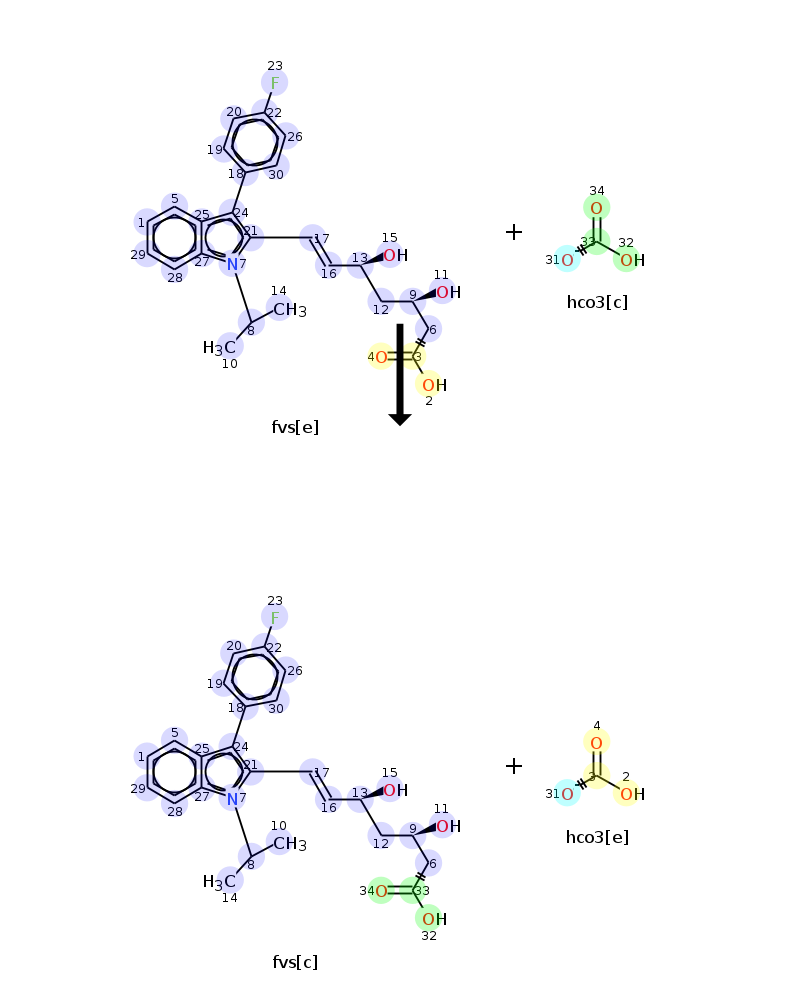 23
F
20
22
19
26
18
30
5
24
1
25
21
17
15
34
O
29
27
N7
13
OH
33
32
28
16
11
31O
OH
14
9
OH
CH3
12
hco3[c]
8
6
H3C
4O
3
10
OH
2
fvs[e]
+
23
F
20
22
19
26
18
30
5
24
1
25
21
17
15
4
O
29
27
N7
13
OH
3
2
28
16
11
31O
OH
10
9
OH
CH3
12
hco3[e]
8
6
H3C
34O
33
14
OH
32
fvs[c]
+